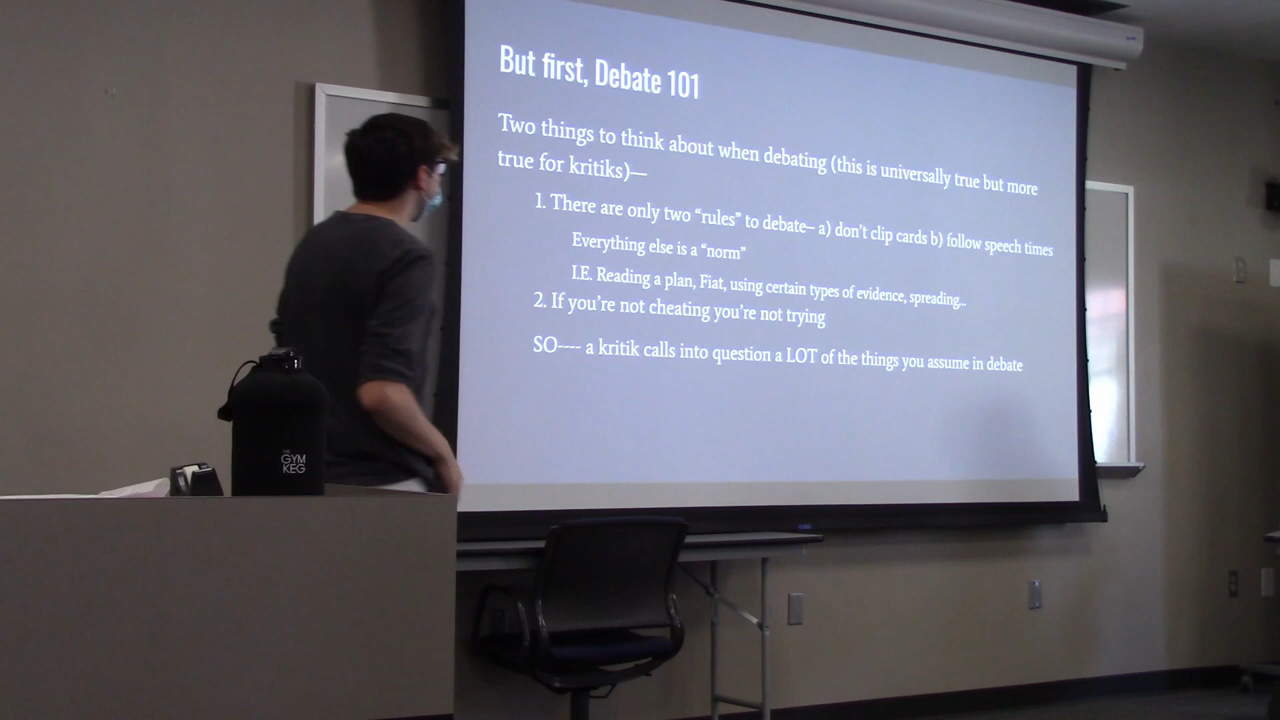 But first, Debate 101
Two things to think about when debating (this is universally true but more
true for kritiks)—
1. There are only two “rules” to debate– a) don’t clip cards b) follow speech times
Everything else is a “norm”
I.E. Reading a plan, Fiat, using certain types of evidence, spreading...
2. If you’re not cheating you’re not trying
SO---- a kritik calls into question a LOT of the things you assume in debate
THE
GYM
KEG